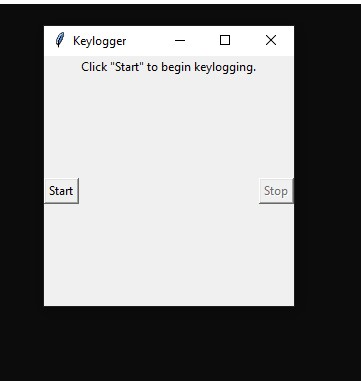 Keylogger
Click "Start" to begin keylogging.
Start
Stop